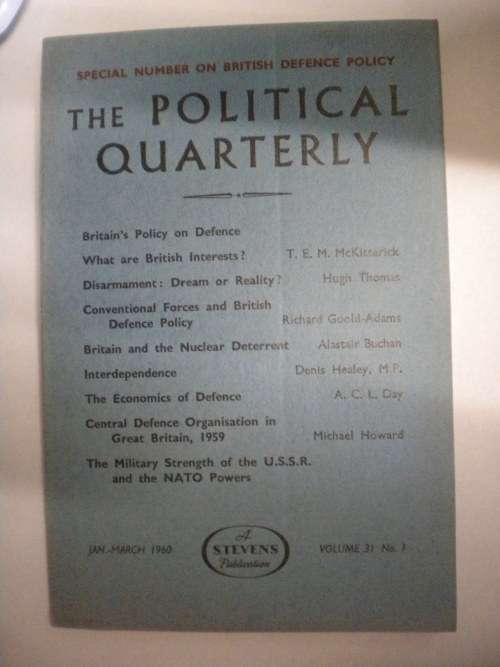 SPECIAL NUMBER ON BRITISH DEFENCE POLICY
THE POLITICAL
QUARTERLY
Britain's Policy on Defence
What are British Interests? T. E. M. McKitterick
Disarmament: Dream or Reality? Hugh Thomas
Conventional Forces and British
Defence Policy Richard Goold-Adams
Britain and the Nuclear Deterrent Alastair Buchan
Interdependence Denis Healey, M.P.
The Economics of Defence A. C. L. Day
Central Defence Organisation in
Great Britain, 1959 Michael Howard
The Military Strength of the U.S.S.R.
and the NATO Powers
JAN.-MARCH 1960 A STEVENS Publication VOLUME 31 No. 1